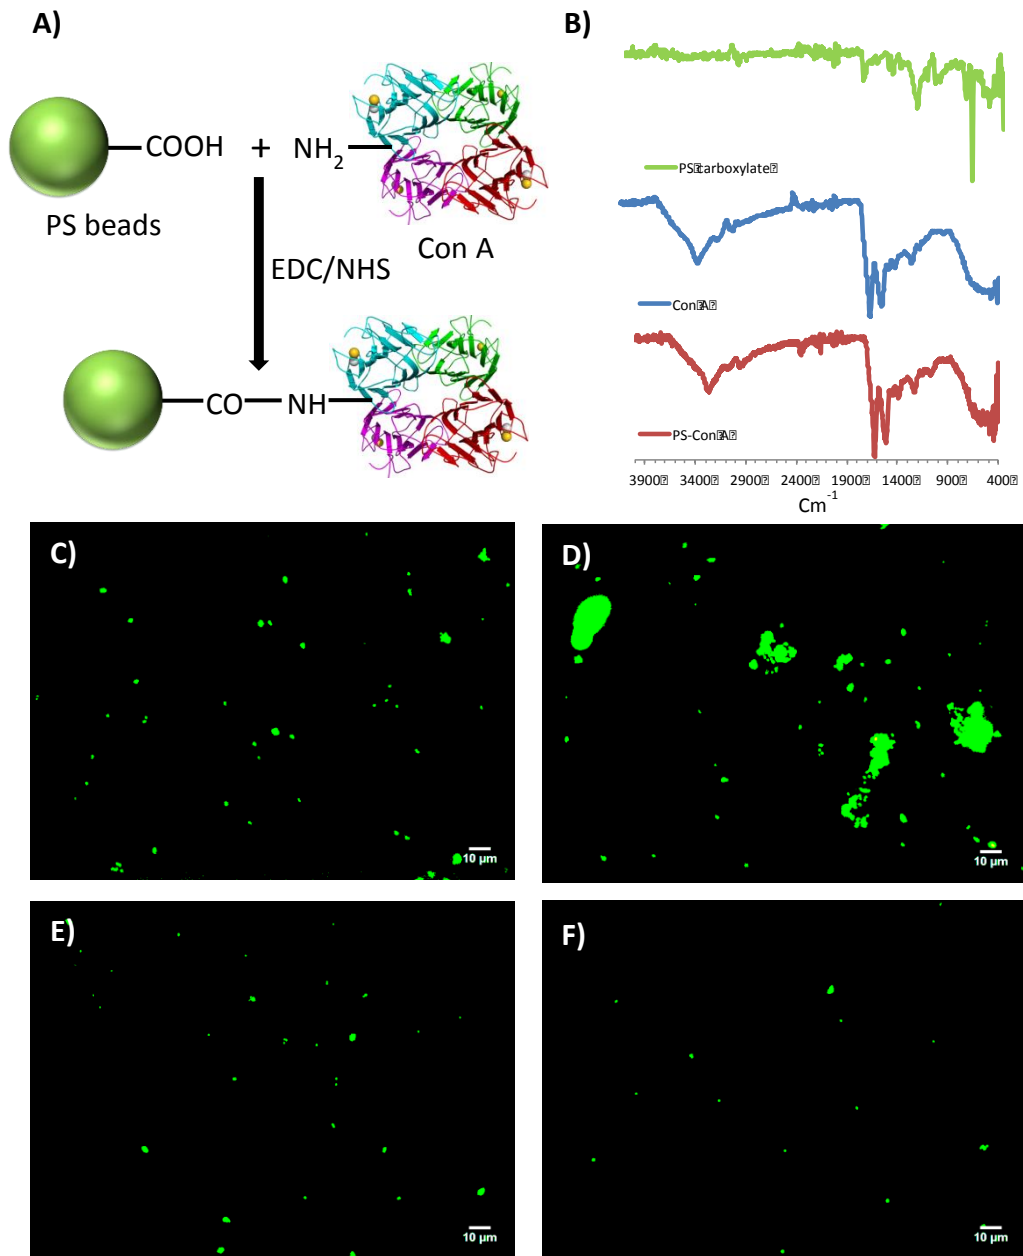 A)
COOH + NH2
PS beads
Con A
EDC/NHS
CO NH
B)
PS⍰carboxylate⍰
Con⍰A⍰
PS-Con⍰A⍰
3900⍰ 3400⍰ 2900⍰ 2400⍰ 1900⍰ 1400⍰ 900⍰ 400⍰
Cm-1
C)
10 µm
D)
10 µm
E)
10 µm
F)
10 µm